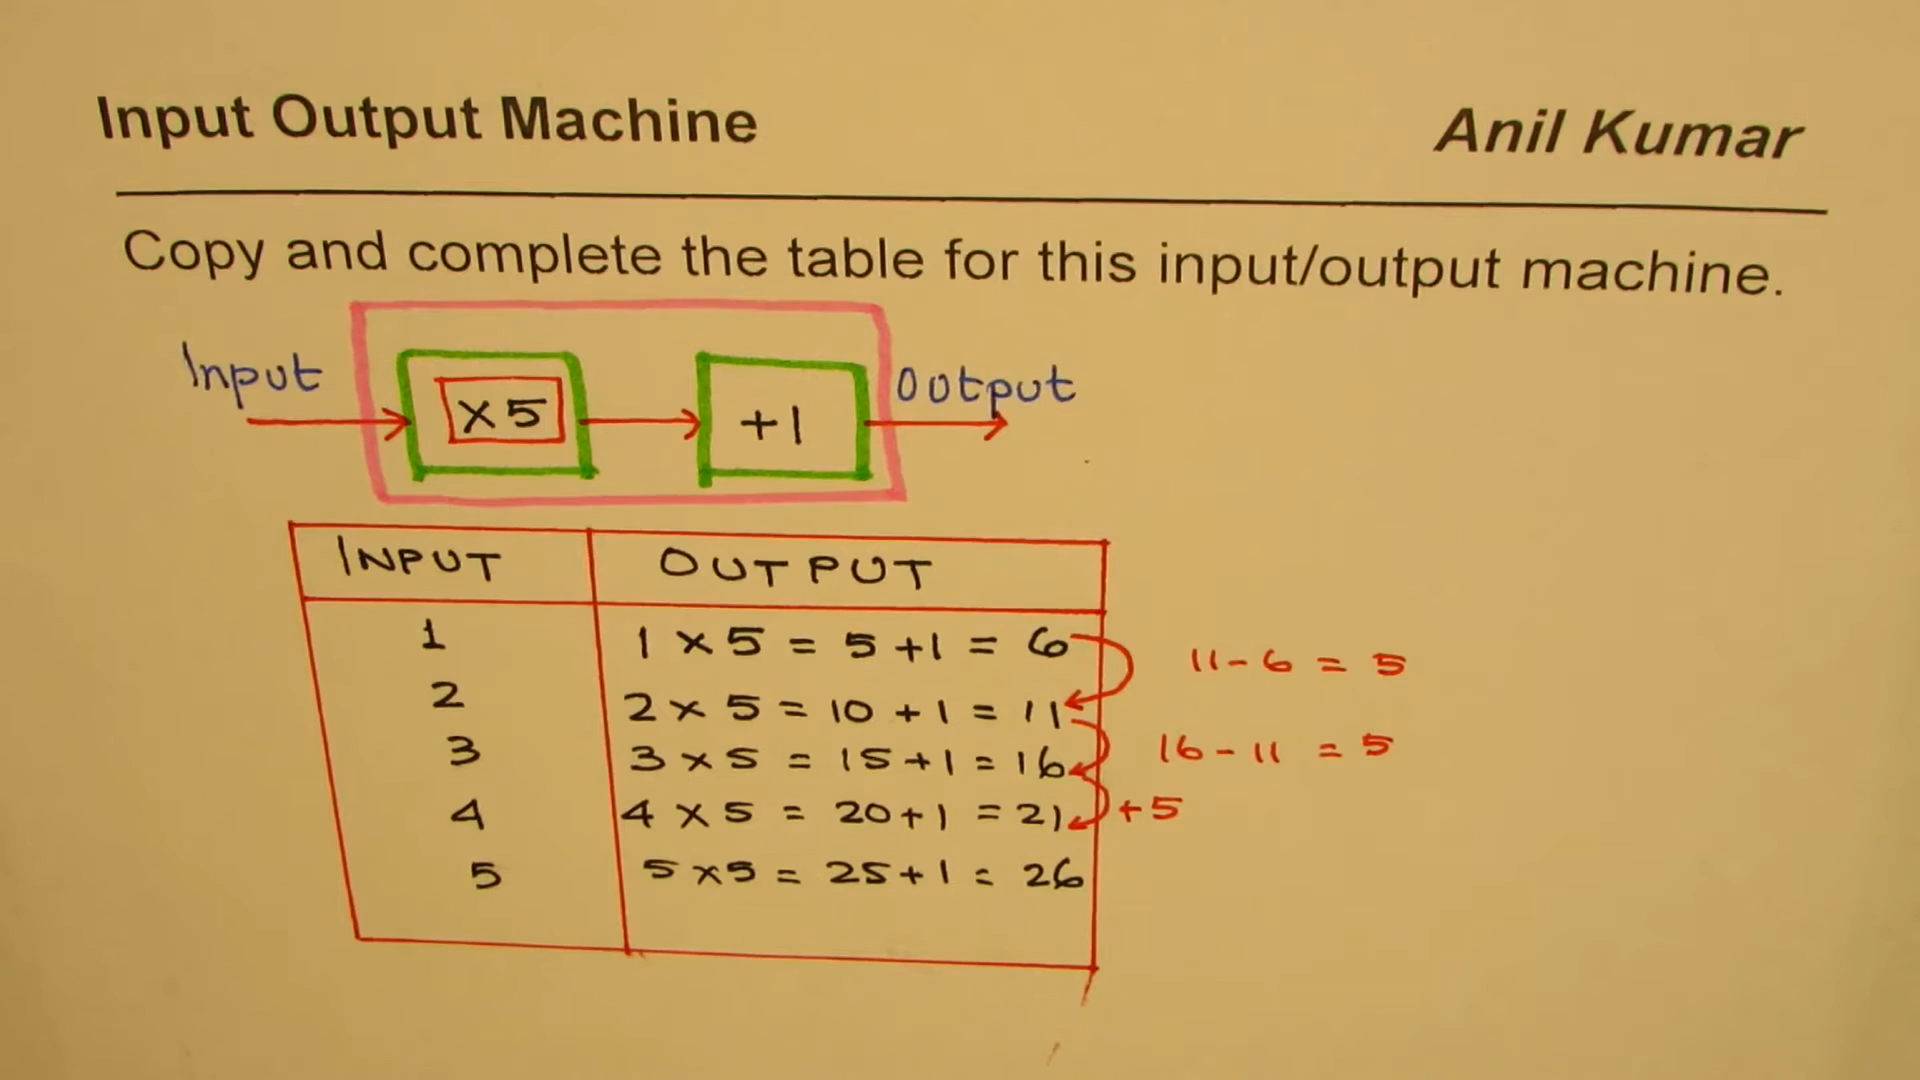 Input Output Machine Anil Kumar
Copy and complete the table for this input/output machine.
Input ×5 +1 Output
INPUT OUTPUT
1 1 × 5 = 5 + 1 = 6 11 - 6 = 5
2 2 × 5 = 10 + 1 = 11
3 3 × 5 = 15 + 1 = 16 16 - 11 = 5
4 4 × 5 = 20 + 1 = 21 +5
5 5 × 5 = 25 + 1 = 26